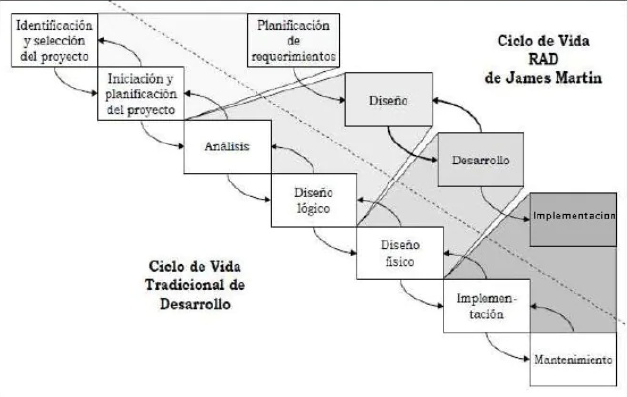 Identificación
y selección
del proyecto
Planificación
de
requerimientos
Ciclo de Vida
RAD
de James Martin
Iniciación y
planificación
del proyecto
Diseño
Análisis
Desarrollo
Diseño
lógico
Implementacion
Diseño
físico
Ciclo de Vida
Tradicional de
Desarrollo
Implemen-
tación
Mantenimiento